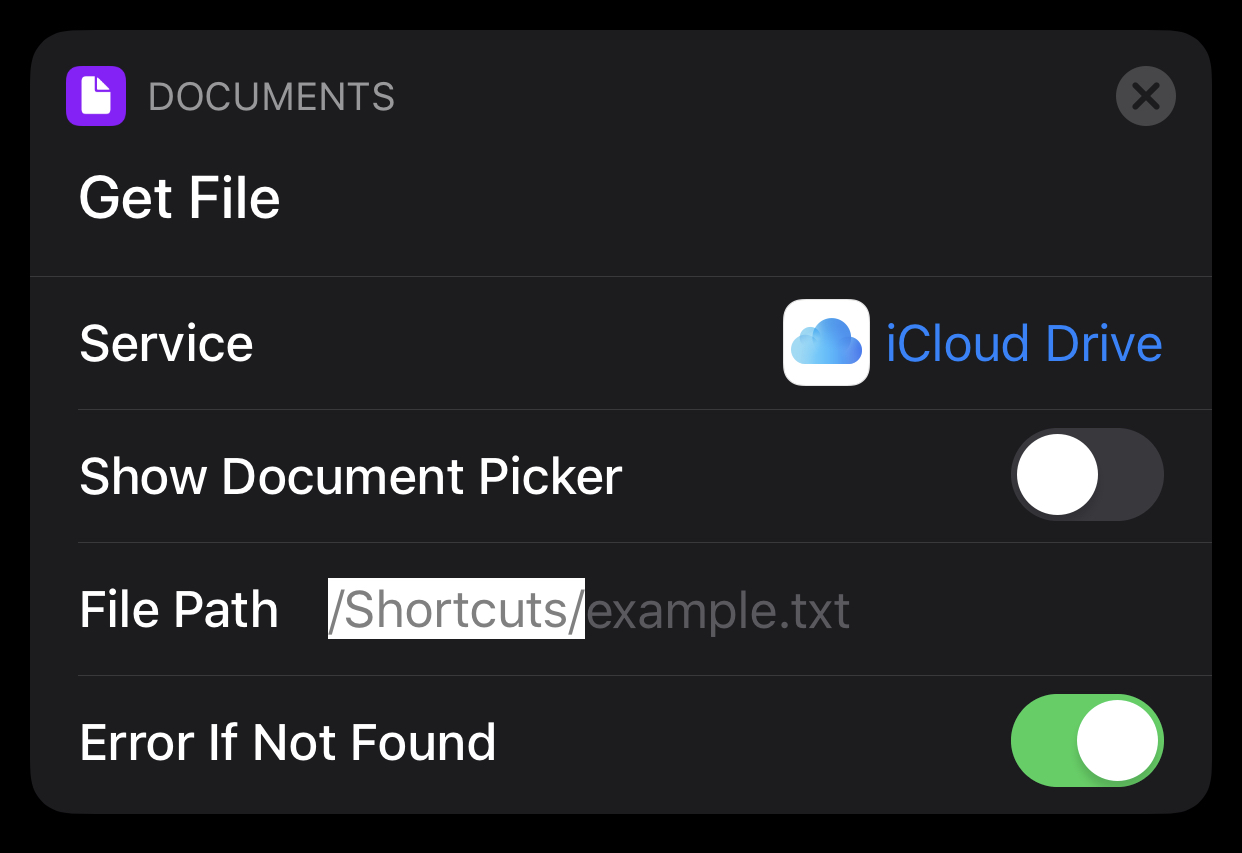 DOCUMENTS
Get File
Service iCloud Drive
Show Document Picker
File Path /Shortcuts/example.txt
Error If Not Found